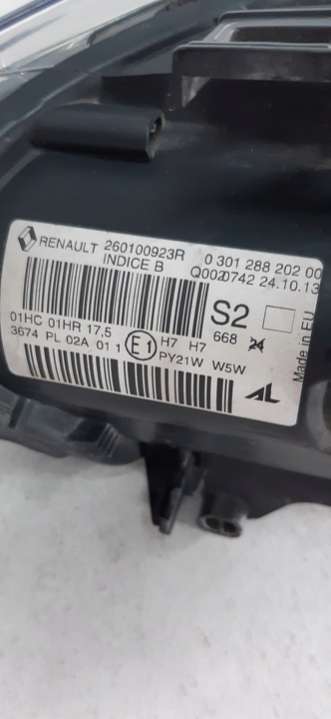 RENAULT 260100923R 0 301 288 202 00
INDICE B Q0020742 24.10.13
S2
668
01HC 01HR 17,5 E1 H7 H7
3674 PL 02A 01 1 PY21W W5W
AL
Made in EU